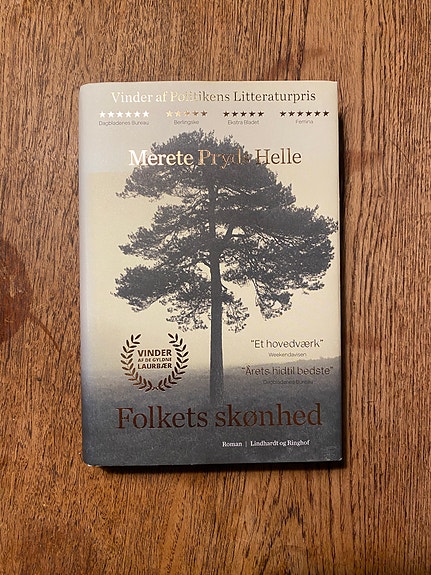 Vinder af Politikens Litteraturpris
★★★★★★ ★★★★★ ★★★★★ ★★★★★★
Dagbladenes Bureau Berlingske Ekstra Bladet Femina
Merete Pryds Helle
"Et hovedværk"
Weekendavisen
"Årets hidtil bedste"
Dagbladenes Bureau
VINDER
AF DE GYLDNE
LAURBÆR
Folkets skønhed
Roman | Lindhardt og Ringhof